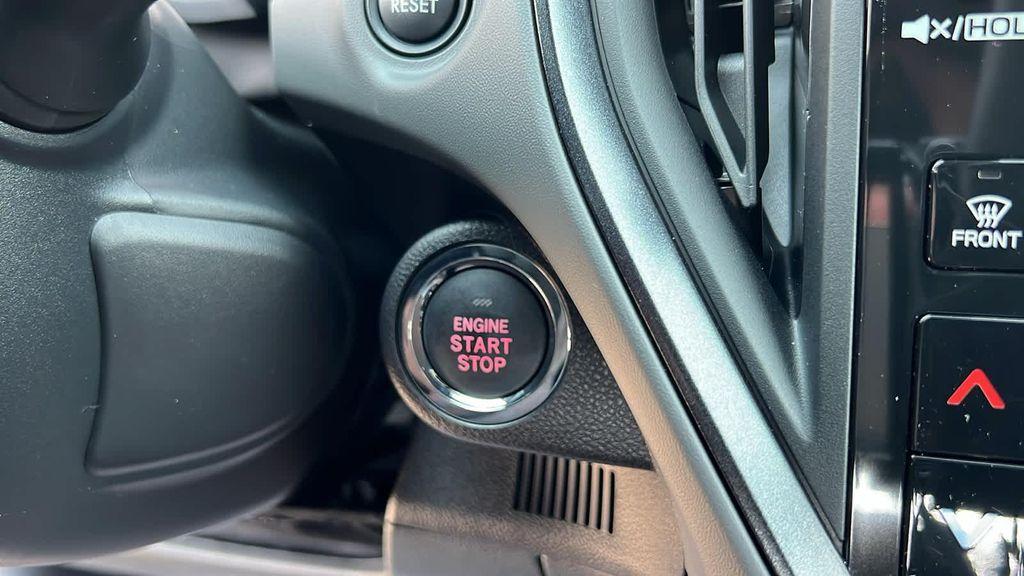 RESET
/HOL
FRONT
ENGINE
START
STOP